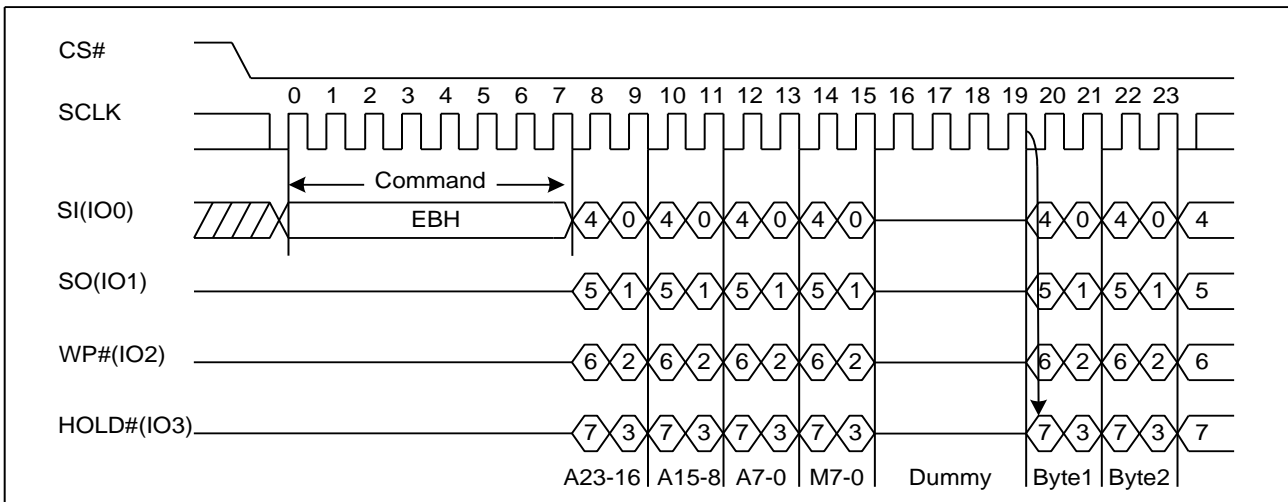 CS#
0 1 2 3 4 5 6 7 8 9 10 11 12 13 14 15 16 17 18 19 20 21 22 23
SCLK
Command
SI(IO0) EBH 4 0 4 0 4 0 4 0 4 0 4 0 4
SO(IO1) 5 1 5 1 5 1 5 1 5 1 5 1 5
WP#(IO2) 6 2 6 2 6 2 6 2 6 2 6 2 6
HOLD#(IO3) 7 3 7 3 7 3 7 3 7 3 7 3 7
A23-16 A15-8 A7-0 M7-0 Dummy Byte1 Byte2